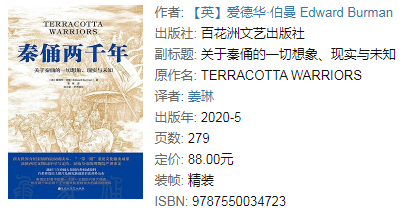 TERRACOTTA
WARRIORS
秦俑两千年
关于秦俑的一切想象、现实与未知
作者: 【英】爱德华·伯曼 Edward Burman
出版社: 百花洲文艺出版社
副标题: 关于秦俑的一切想象、现实与未知
原作名: TERRACOTTA WARRIORS
译者: 姜琳
出版年: 2020-5
页数: 279
定价: 88.00元
装帧: 精装
ISBN: 9787550034723